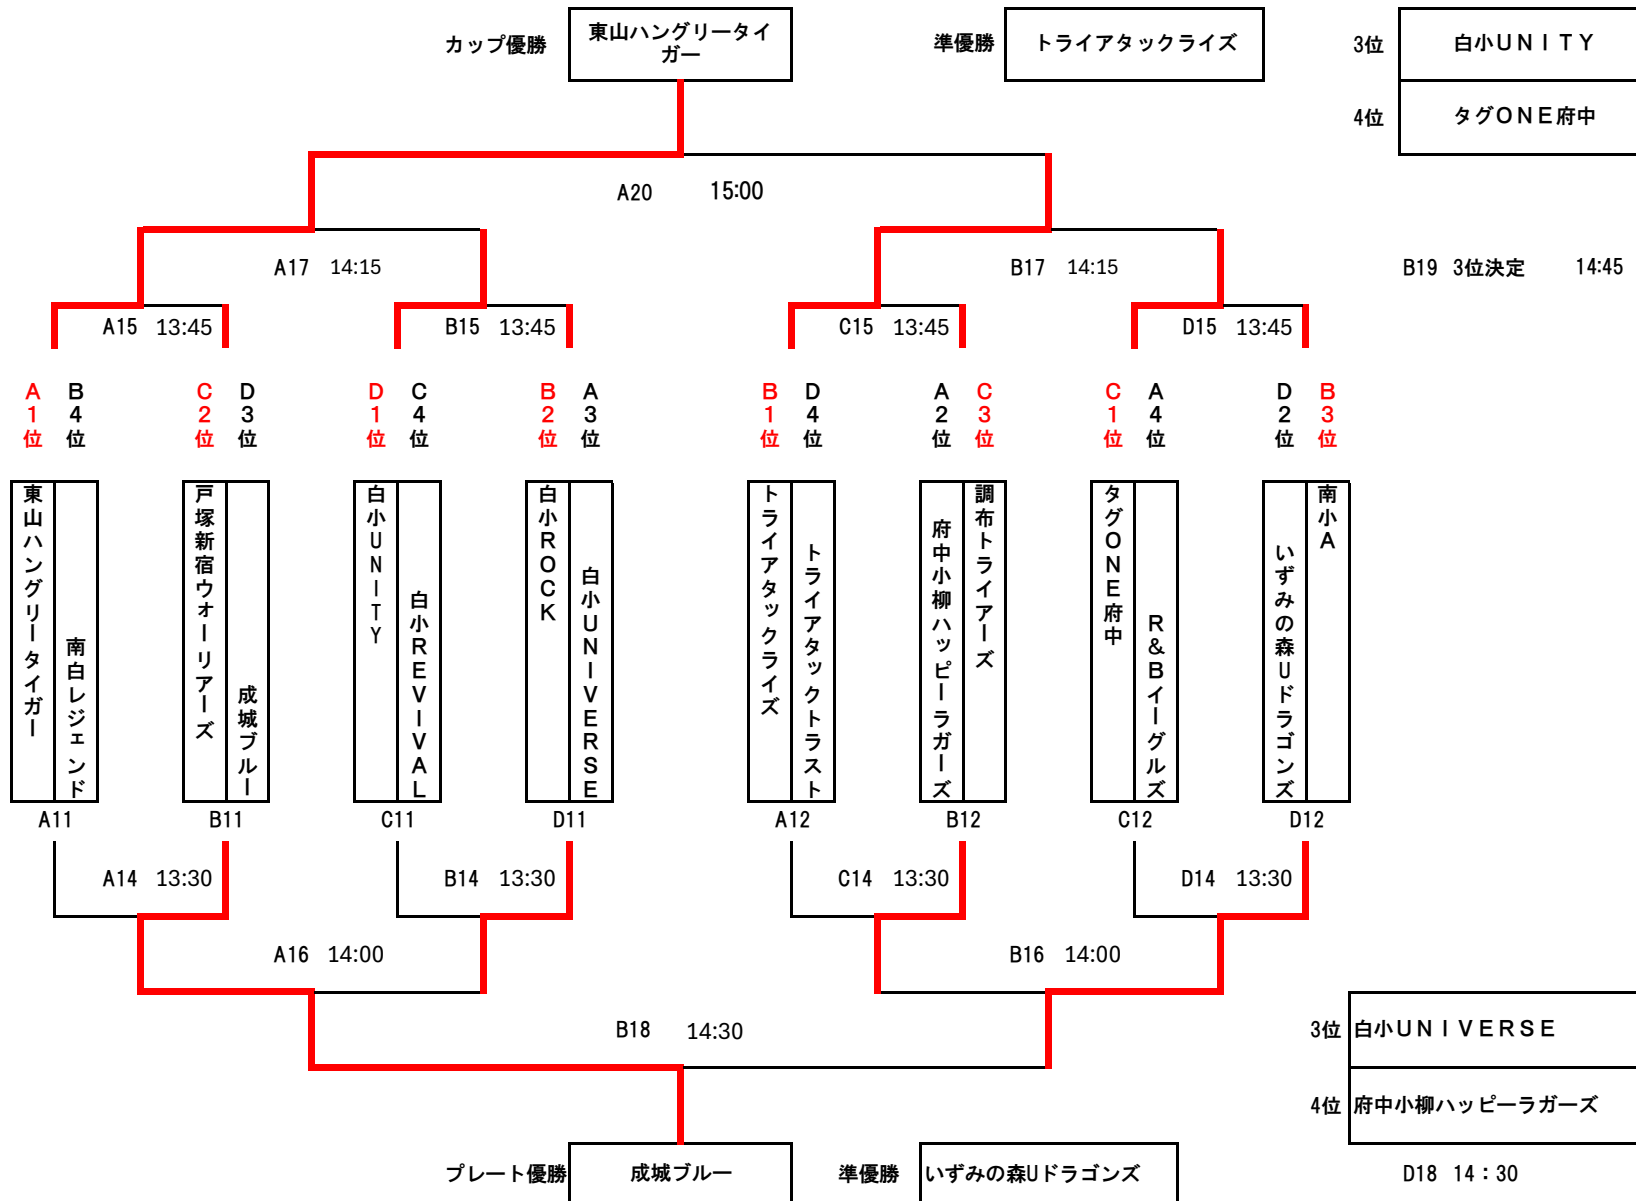 カップ優勝
東山ハングリータイ
ガー
準優勝
トライアタックライズ
3位
白小ＵＮＩＴＹ
4位
タグＯＮＥ府中
A20 15:00
A17 14:15
B17 14:15
B19 3位決定 14:45
A15 13:45
B15 13:45
C15 13:45
D15 13:45
A1位
B4位
C2位
D3位
D1位
C4位
B2位
A3位
B1位
D4位
A2位
C3位
C1位
A4位
D2位
B3位
東山ハングリータイガー
南白レジェンド
戸塚新宿ウオーリアーズ
成城ブルー
白小ＵＮＩＴＹ
白小ＲＥＶＩＶＡＬ
白小ＲＯＣＫ
白小ＵＮＩＶＥＲＳＥ
トライアタックライズ
トライアタックトラスト
府中小柳ハッピーラガーズ
調布トライアーズ
タグＯＮＥ府中
Ｒ＆Ｂイーグルズ
いずみの森Uドラゴンズ
南小Ａ
A11
B11
C11
D11
A12
B12
C12
D12
A14 13:30
B14 13:30
C14 13:30
D14 13:30
A16 14:00
B16 14:00
B18 14:30
3位
白小ＵＮＩＶＥＲＳＥ
4位
府中小柳ハッピーラガーズ
プレート優勝
成城ブルー
準優勝
いずみの森Uドラゴンズ
D18 14：30